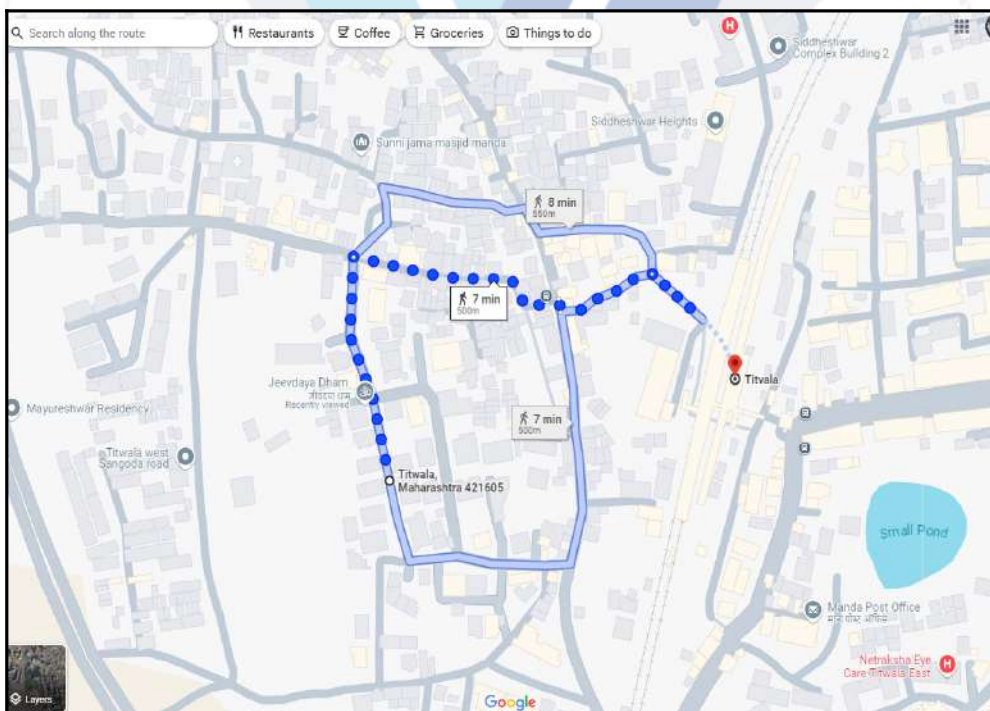 Search along the route
Restaurants
Coffee
Groceries
Things to do
Siddheshwar
Complex Building 2
Siddheshwar Heights
Sunni jama masjid manda
8 min
550m
7 min
500m
Titvala
Jeevdaya Dham
जीवदया धाम
Recently viewed
7 min
500m
Mayureshwar Residency
Titwala west
Sangoda road
Titwala,
Maharashtra 421605
Small Pond
Manda Post Office
Netraksha Eye
Care Titwala East
Layers
Google